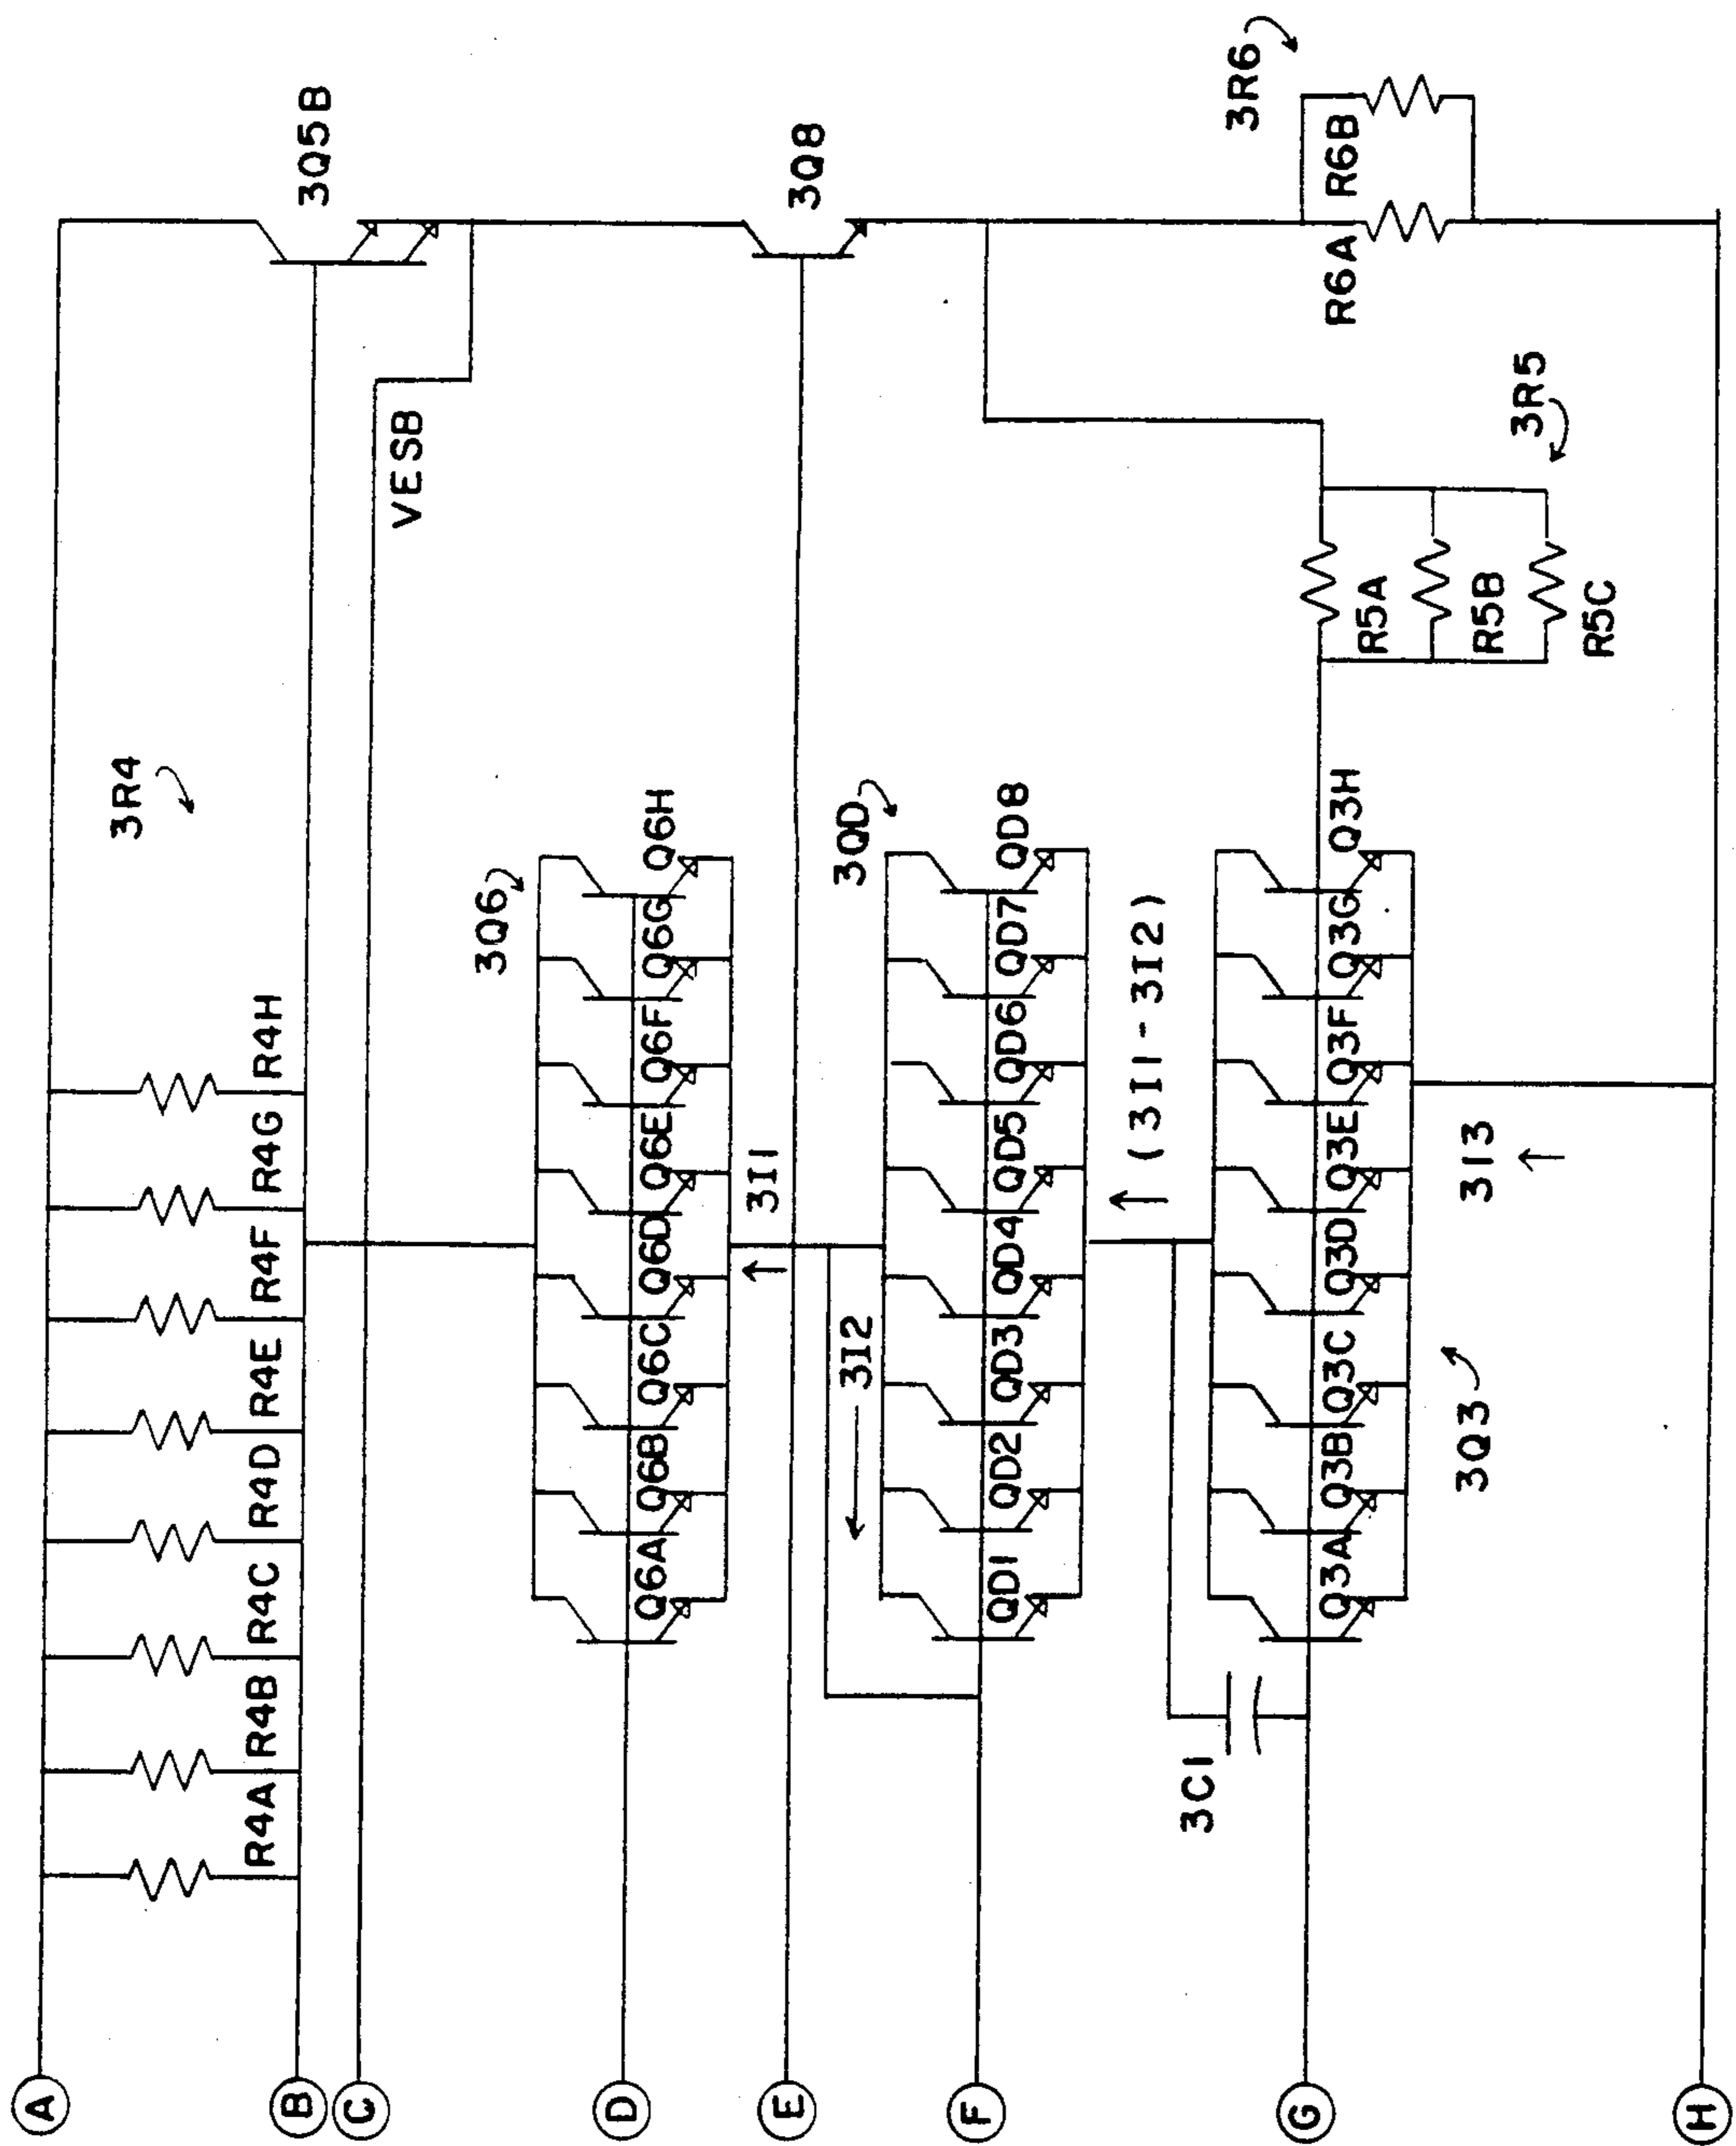 A
B
C
D
E
F
G
H
3R4
R4A R4B R4C R4D R4E R4F R4G R4H
3Q5B
VESB
3Q6
Q6A Q6B Q6C Q6D Q6E Q6F Q6G Q6H
3I1
3Q8
3I2
3QD
QD1 QD2 QD3 QD4 QD5 QD6 QD7 QD8
(3I1-3I2)
3C1
Q3A Q3B Q3C Q3D Q3E Q3F Q3G Q3H
3Q3
3I3
R5A
R5B
R5C
3R5
R6A R6B
3R6